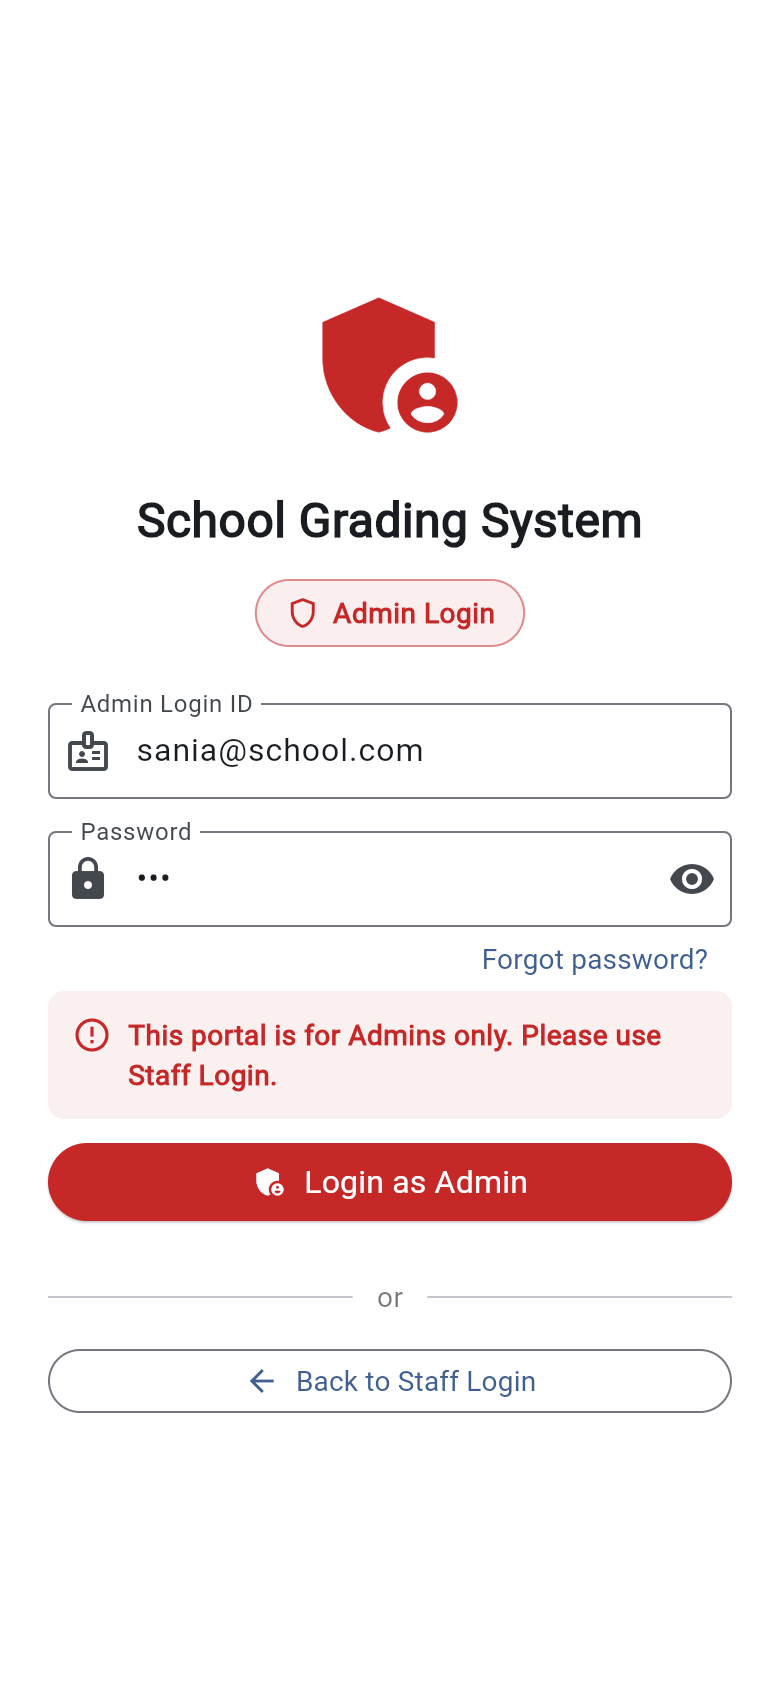 School Grading System
Admin Login
Admin Login ID
sania@school.com
Password
•••
Forgot password?
This portal is for Admins only. Please use
Staff Login.
Login as Admin
or
Back to Staff Login